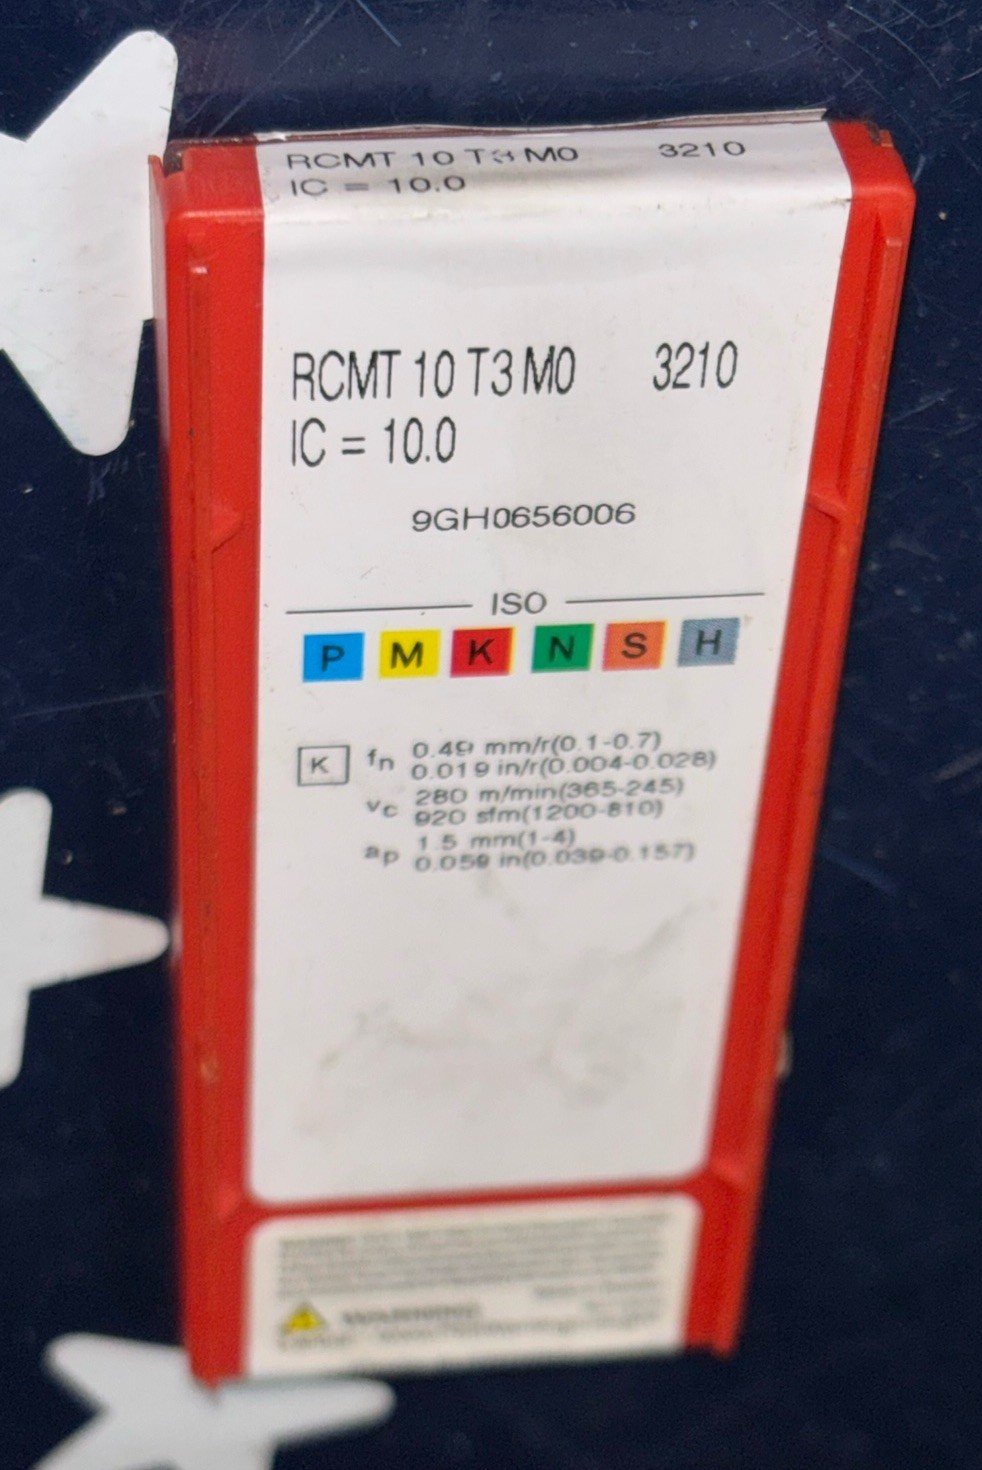 RCMT 10 T3 M0 3210
IC = 10.0
RCMT 10 T3 M0 3210
IC = 10.0
9GH0656006
ISO
P M K N S H
K fn 0.49 mm/r(0.1-0.7)
0.019 in/r(0.004-0.028)
vc 280 m/min(365-245)
920 sfm(1200-810)
ap 1.5 mm(1-4)
0.059 in(0.039-0.157)
WARNING